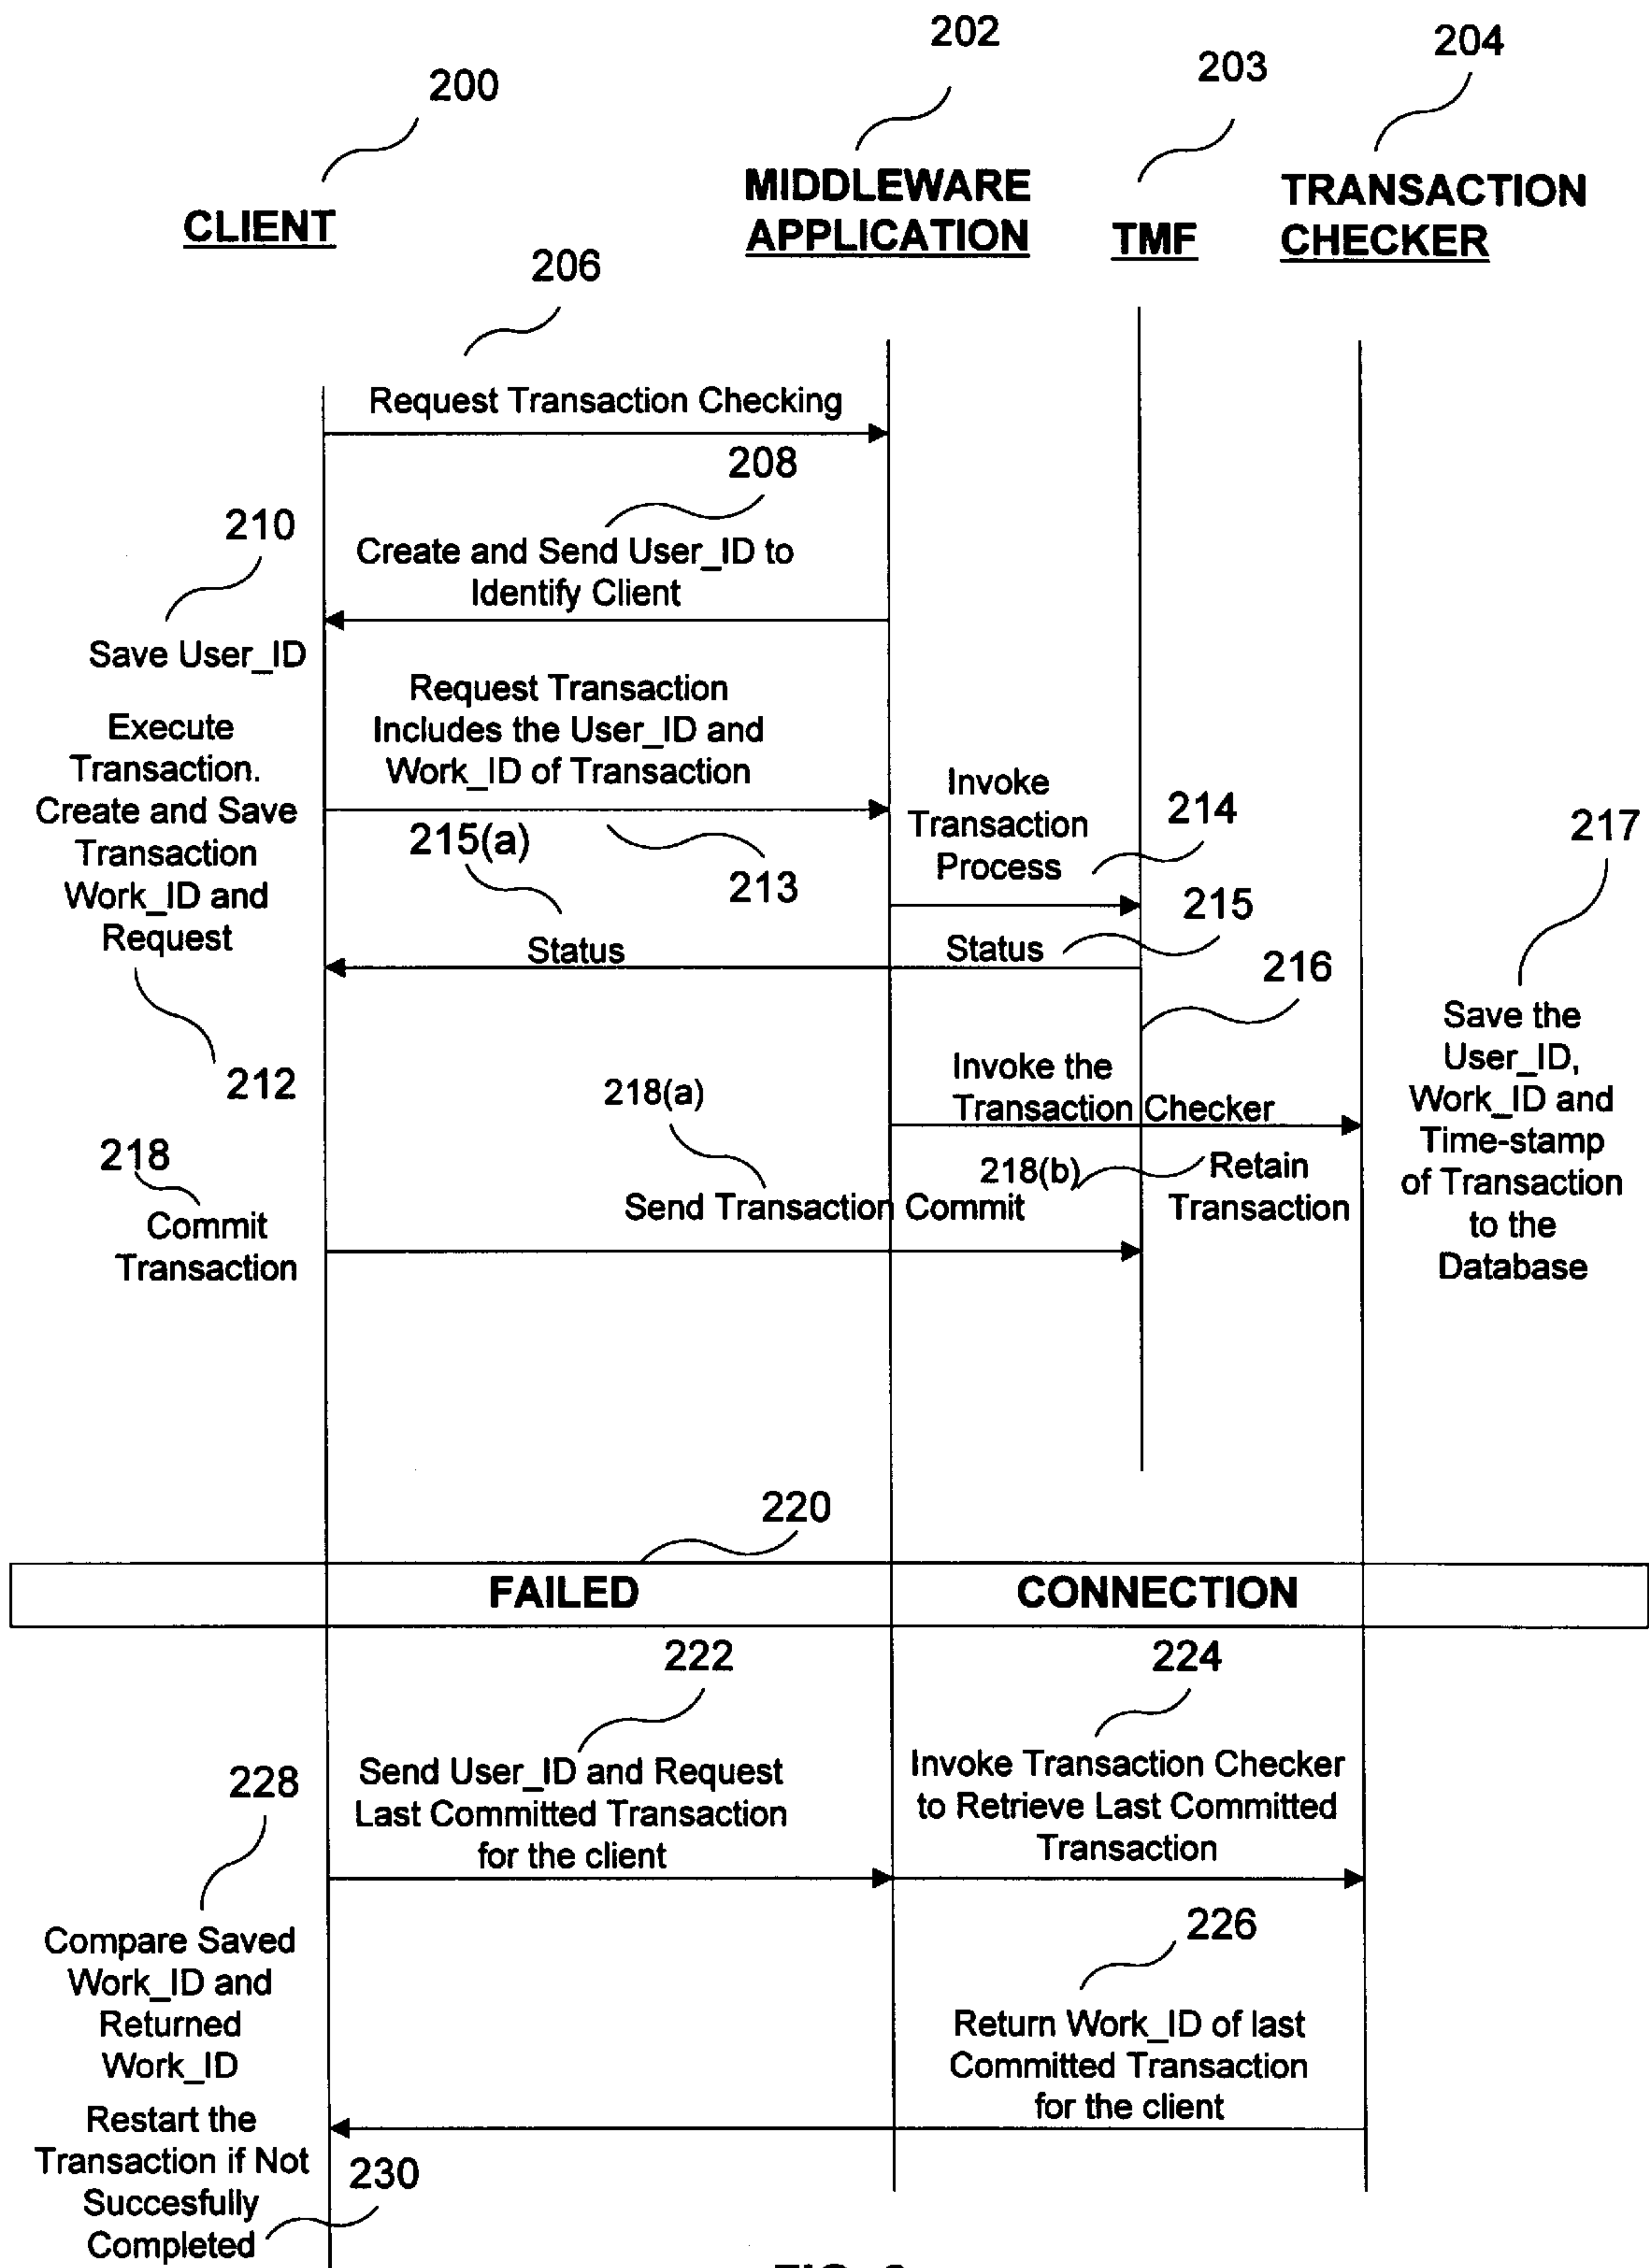 202
204
203
200
MIDDLEWARE
APPLICATION
TRANSACTION
CHECKER
CLIENT
TMF
206
Request Transaction Checking
208
210
Create and Send User_ID to
Identify Client
Save User_ID
Request Transaction
Includes the User_ID and
Work_ID of Transaction
Execute
Transaction.
Create and Save
Transaction
Work_ID and
Request
Invoke
Transaction
Process
214
217
215(a)
213
215
Status
Status
216
212
Save the
User_ID,
Work_ID and
Time-stamp
of Transaction
to the
Database
Invoke the
Transaction Checker
218(a)
218
218(b)
Retain
Transaction
Send Transaction Commit
Commit
Transaction
220
FAILED CONNECTION
222
224
Send User_ID and Request
Last Committed Transaction
for the client
Invoke Transaction Checker
to Retrieve Last Committed
Transaction
228
226
Compare Saved
Work_ID and
Returned
Work_ID
Return Work_ID of last
Committed Transaction
for the client
Restart the
Transaction if Not
Succesfully
Completed
230